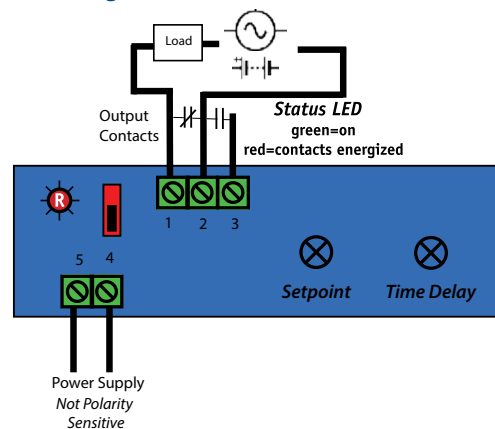 Load
Output
Contacts
Status LED
green=on
red=contacts energized
R
1 2 3
5 4
Setpoint
Time Delay
Power Supply
Not Polarity
Sensitive